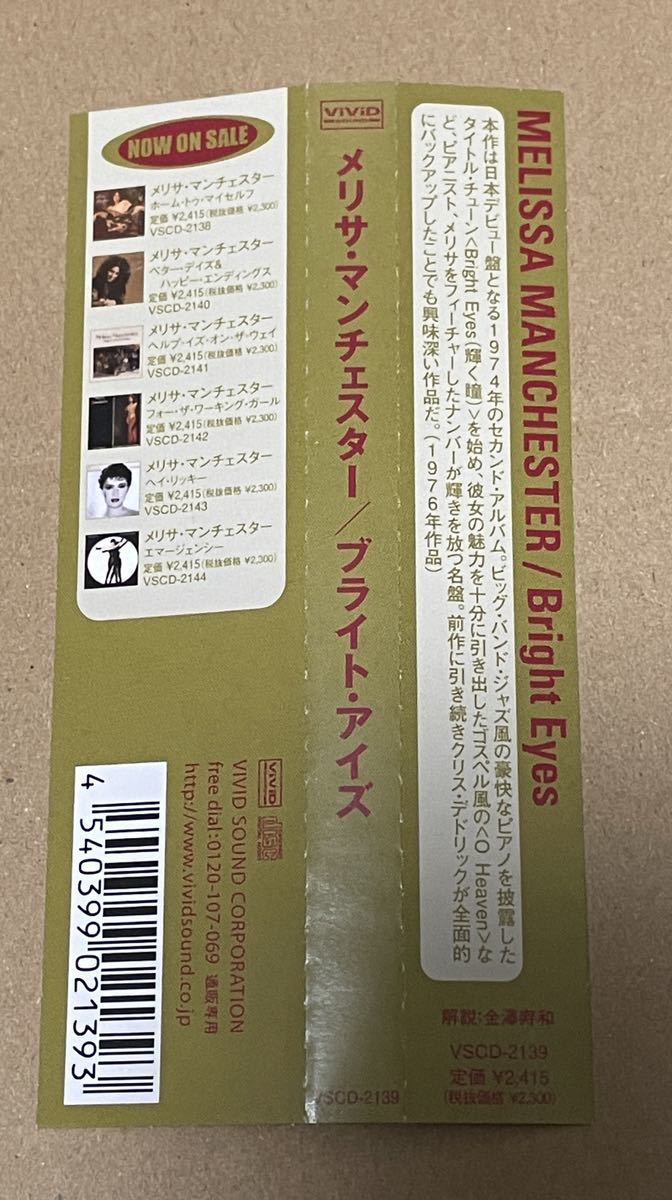 MELISSA MANCHESTER / Bright Eyes
本作は日本デビュー盤となる1974年のセカンド・アルバム。ビッグ・バンド・ジャズ風の豪快なピアノを披露した
タイトル・チューン<Bright Eyes(輝く瞳)>を始め、彼女の魅力を十分に引き出したゴスペル風の<O Heaven>な
ど、ピアニスト、メリサをフィーチャーしたナンバーが輝きを放つ名盤。前作に引き続きクリス・デドリックが全面的
にバックアップしたことでも興味深い作品だ。(1976年作品)
解説:金澤寿和
VSCD-2139
定価 ¥2,415
(税抜価格 ¥2,300)
ViViD
SOUND
メリサ・マンチェスター/ブライト・アイズ
VSCD-2139
NOW ON SALE
メリサ・マンチェスター
ホーム・トゥ・マイセルフ
定価 ¥2,415(税抜価格 ¥2,300)
VSCD-2138
メリサ・マンチェスター
ベター・デイズ&
ハッピー・エンディングス
定価 ¥2,415(税抜価格 ¥2,300)
VSCD-2140
メリサ・マンチェスター
ヘルプ・イズ・オン・ザ・ウェイ
定価 ¥2,415(税抜価格 ¥2,300)
VSCD-2141
メリサ・マンチェスター
フォー・ザ・ワーキング・ガール
定価 ¥2,415(税抜価格 ¥2,300)
VSCD-2142
メリサ・マンチェスター
ヘイ・リッキー
定価 ¥2,415(税抜価格 ¥2,300)
VSCD-2143
メリサ・マンチェスター
エマージェンシー
定価 ¥2,415(税抜価格 ¥2,300)
VSCD-2144
ViViD
VIVID SOUND CORPORATION
free dial:0120-107-069 通販専用
http://www.vividsound.co.jp
4 540399 021393